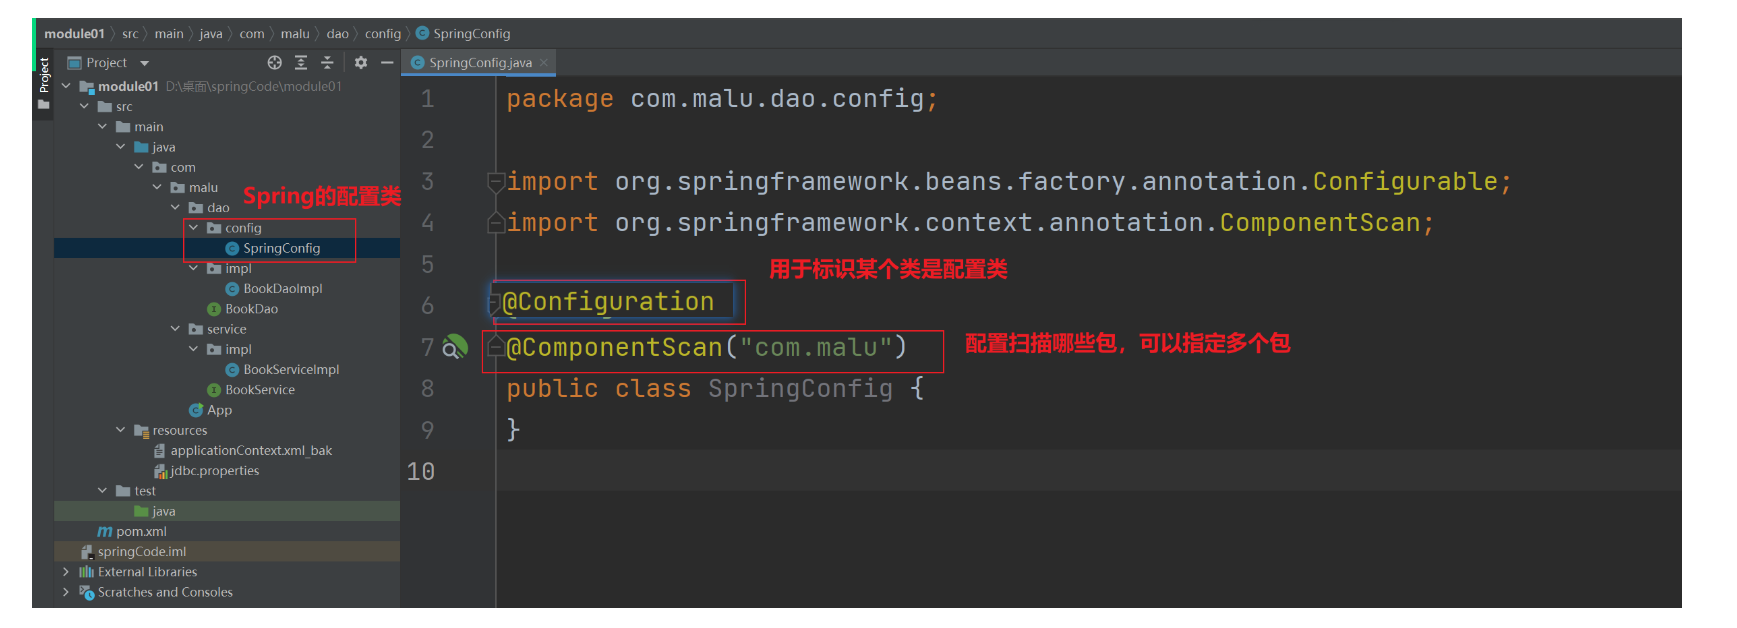 module01 〉 src 〉 main 〉 java 〉 com 〉 malu 〉 dao 〉 config 〉 SpringConfig
Project
Project
SpringConfig.java
module01 D:\桌面\springCode\module01
src
main
java
com
malu
Spring的配置类
dao
config
SpringConfig
impl
BookDaoImpl
BookDao
service
impl
BookServiceImpl
BookService
App
resources
applicationContext.xml_bak
jdbc.properties
test
java
pom.xml
springCode.iml
External Libraries
Scratches and Consoles
1 package com.malu.dao.config;
2
3 import org.springframework.beans.factory.annotation.Configurable;
4 import org.springframework.context.annotation.ComponentScan;
5
用于标识某个类是配置类
6 @Configuration
7 @ComponentScan("com.malu")
配置扫描哪些包，可以指定多个包
8 public class SpringConfig {
9 }
10